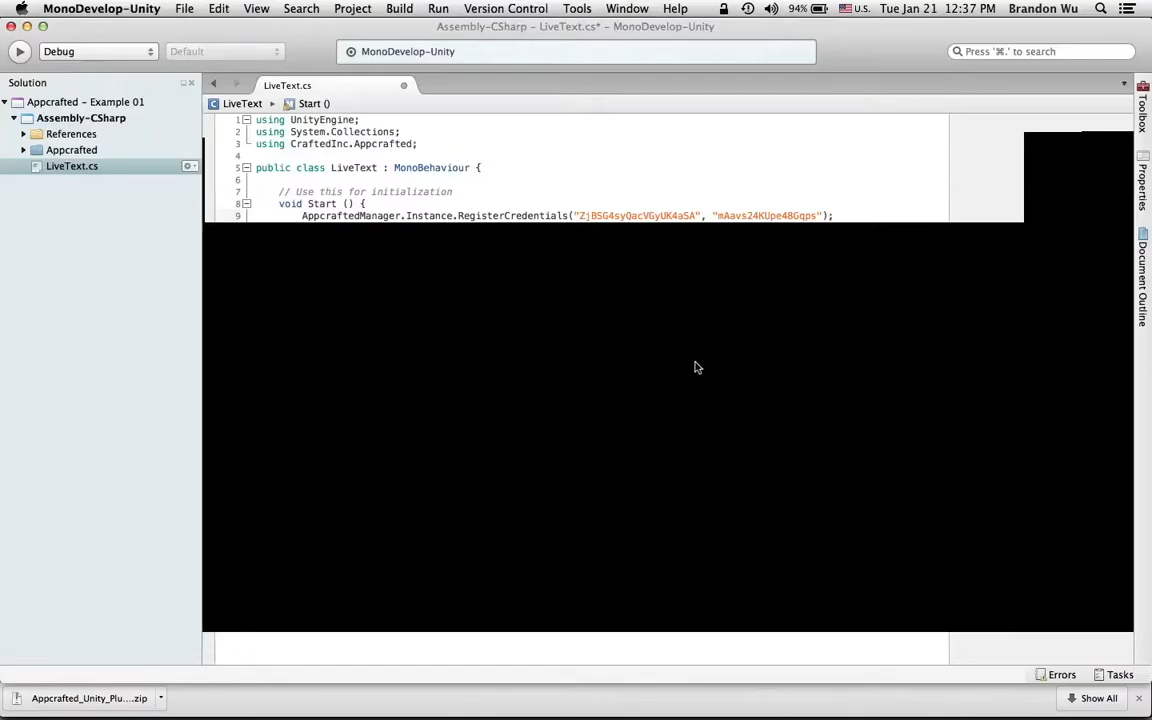 MonoDevelop-Unity File Edit View Search Project Build Run Version Control Tools Window Help 94% U.S. Tue Jan 21 12:37 PM Brandon Wu
Assembly-CSharp – LiveText.cs* – MonoDevelop-Unity
Debug Default MonoDevelop-Unity Press '⌘.' to search
Solution
LiveText.cs
Appcrafted - Example 01
Assembly-CSharp
References
Appcrafted
LiveText.cs
LiveText ▸ Start ()
1 using UnityEngine;
2 using System.Collections;
3 using CraftedInc.Appcrafted;
4
5 public class LiveText : MonoBehaviour {
6
7 // Use this for initialization
8 void Start () {
9 AppcraftedManager.Instance.RegisterCredentials("ZjBSG4syQacVGyUK4aSA", "mAavs24KUpe48Gqps");
Toolbox
Properties
Document Outline
Errors Tasks
Appcrafted_Unity_Plu....zip Show All